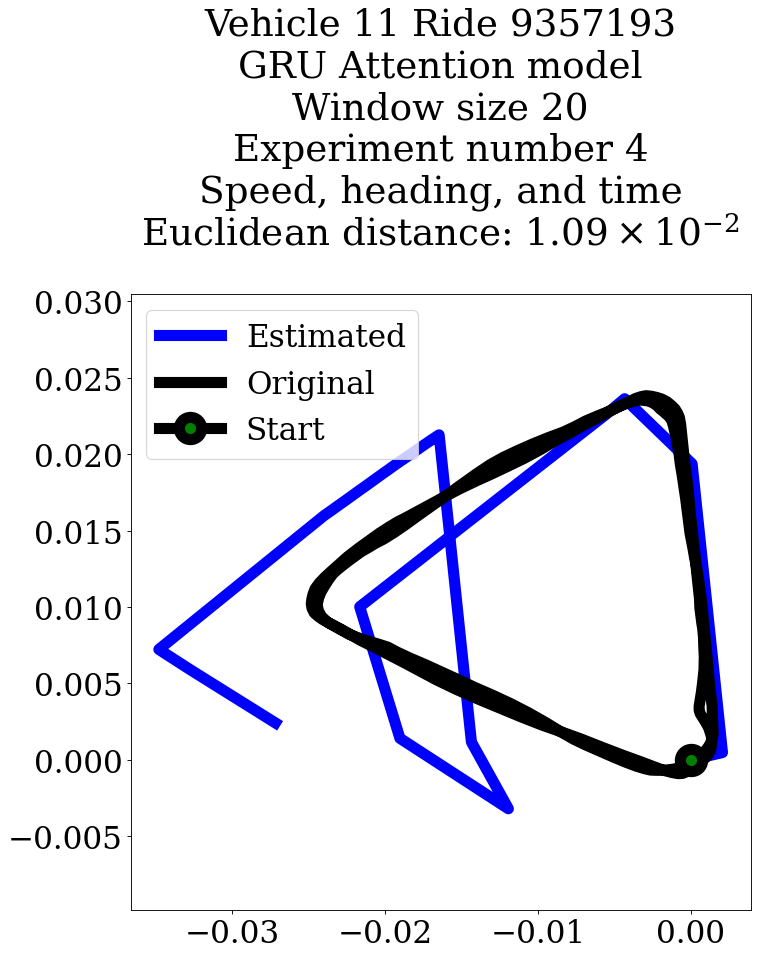 Vehicle 11 Ride 9357193
GRU Attention model
Window size 20
Experiment number 4
Speed, heading, and time
Euclidean distance: 1.09 × 10⁻²
0.030
0.025
0.020
0.015
0.010
0.005
0.000
−0.005
Estimated
Original
Start
−0.03
−0.02
−0.01
0.00